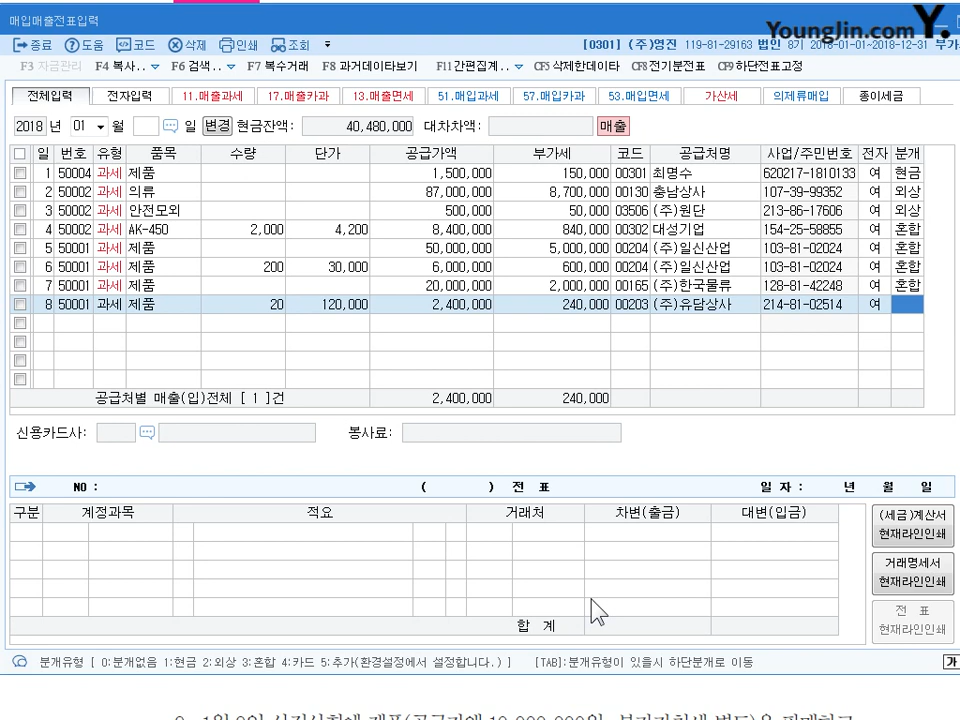 매입매출전표입력
YoungJin.com Y.
종료 도움 코드 삭제 인쇄 조회 [0301] (주)영진 119-81-29163 법인 8기 2018-01-01~2018-12-31 부가
F3 자금관리 F4 복사.. F6 검색.. F7 복수거래 F8 과거데이타보기 F11간편집계.. CF5삭제한데이타 CF8전기분전표 CF9하단전표고정
전체입력 전자입력 11.매출과세 17.매출카과 13.매출면세 51.매입과세 57.매입카과 53.매입면세 가산세 의제류매입 종이세금
2018 년 01 월 일 변경 현금잔액: 40,480,000 대차차액: 매출
일 번호 유형 품목 수량 단가 공급가액 부가세 코드 공급처명 사업/주민번호 전자 분개
1 50004 과세 제품 1,500,000 150,000 00301 최명수 620217-1810133 여 현금
2 50002 과세 의류 87,000,000 8,700,000 00130 충남상사 107-39-99352 여 외상
3 50002 과세 안전모외 500,000 50,000 03506 (주)원단 213-86-17606 여 외상
4 50002 과세 AK-450 2,000 4,200 8,400,000 840,000 00302 대성기업 154-25-58855 여 혼합
5 50001 과세 제품 50,000,000 5,000,000 00204 (주)일신산업 103-81-02024 여 혼합
6 50001 과세 제품 200 30,000 6,000,000 600,000 00204 (주)일신산업 103-81-02024 여 혼합
7 50001 과세 제품 20,000,000 2,000,000 00165 (주)한국물류 128-81-42248 여 혼합
8 50001 과세 제품 20 120,000 2,400,000 240,000 00203 (주)유담상사 214-81-02514 여
공급처별 매출(입)전체 [ 1 ]건 2,400,000 240,000
신용카드사: 봉사료:
NO : ( ) 전 표 일 자 : 년 월 일
구분 계정과목 적요 거래처 차변(출금) 대변(입금)
(세금)계산서
현재라인인쇄
거래명세서
현재라인인쇄
전 표
현재라인인쇄
합 계
분개유형 [ 0:분개없음 1:현금 2:외상 3:혼합 4:카드 5:추가(환경설정에서 설정합니다.) ] [TAB]:분개유형이 있을시 하단분개로 이동 가